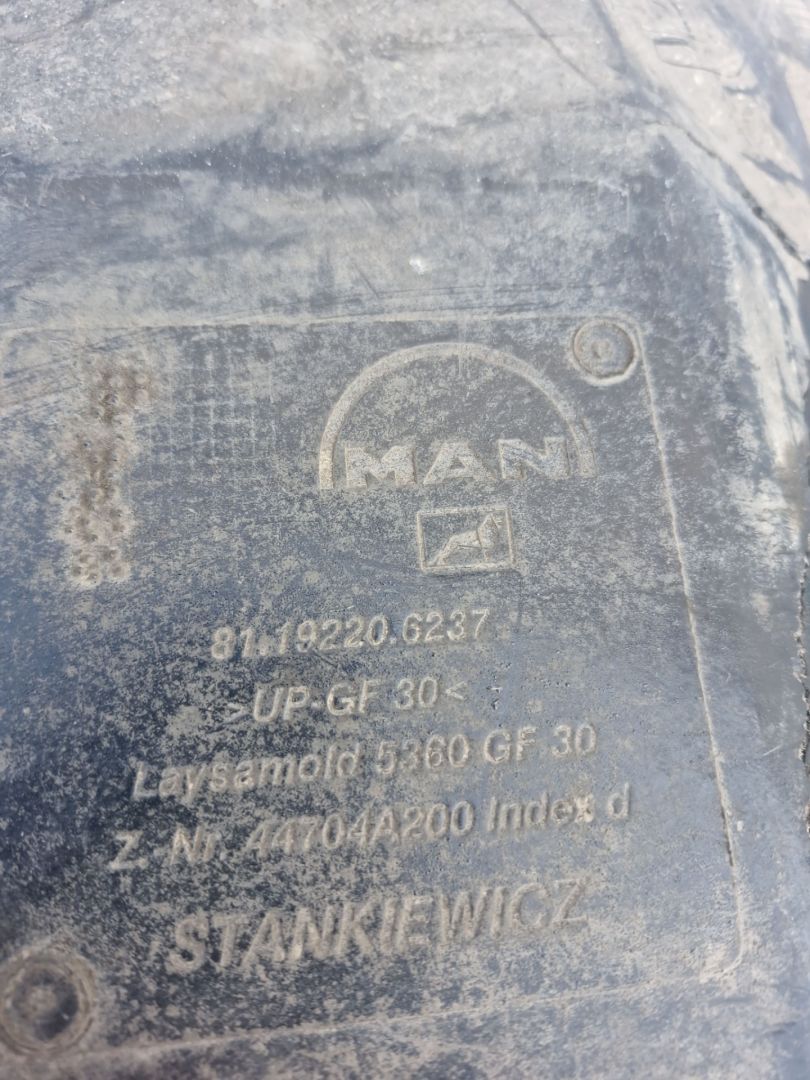 MAN
81.19220.6237
>UP-GF 30<
Laysamold 5360 GF 30
Z.-Nr. 44704A200 Index d
STANKIEWICZ